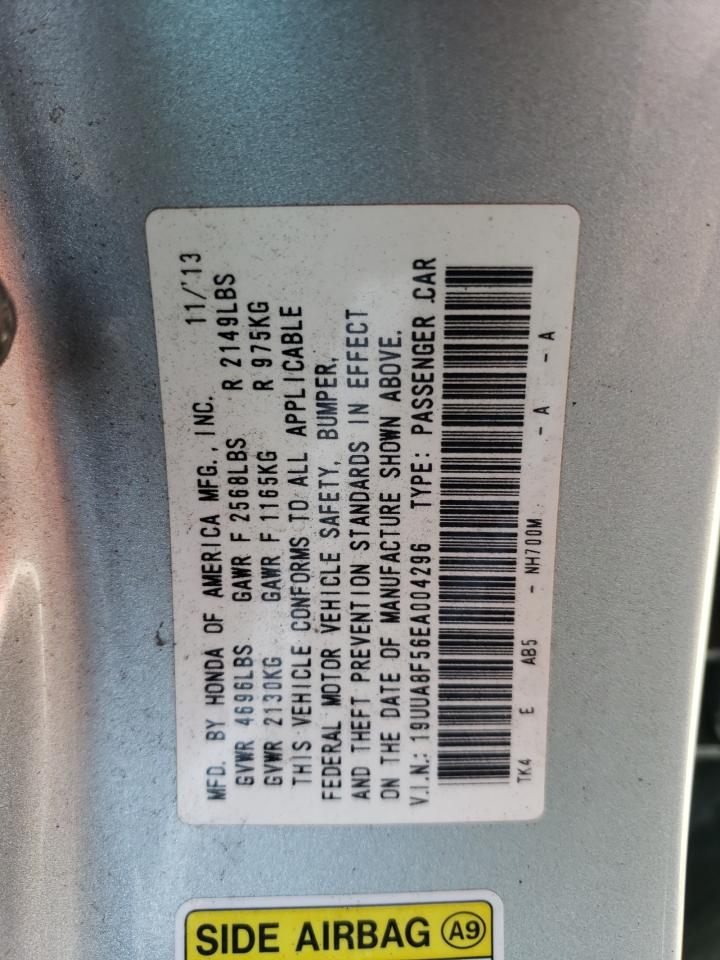 MFD. BY HONDA OF AMERICA MFG., INC. 11/13
GVWR 4696LBS GAWR F 2568LBS R 2149LBS
GVWR 2130KG GAWR F 1165KG R 975KG
THIS VEHICLE CONFORMS TO ALL APPLICABLE
FEDERAL MOTOR VEHICLE SAFETY, BUMPER,
AND THEFT PREVENTION STANDARDS IN EFFECT
ON THE DATE OF MANUFACTURE SHOWN ABOVE.
V.I.N.: 19UUA8F56EA004296 TYPE: PASSENGER CAR
TK4 E AB5 - NH700M - A - A
SIDE AIRBAG A9